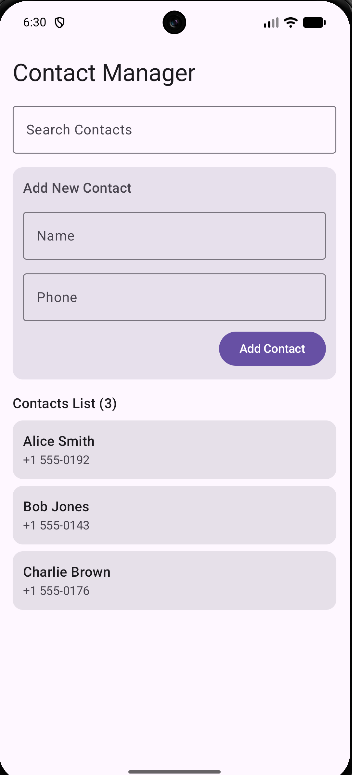 6:30
Contact Manager
Search Contacts
Add New Contact
Name
Phone
Add Contact
Contacts List (3)
Alice Smith
+1 555-0192
Bob Jones
+1 555-0143
Charlie Brown
+1 555-0176